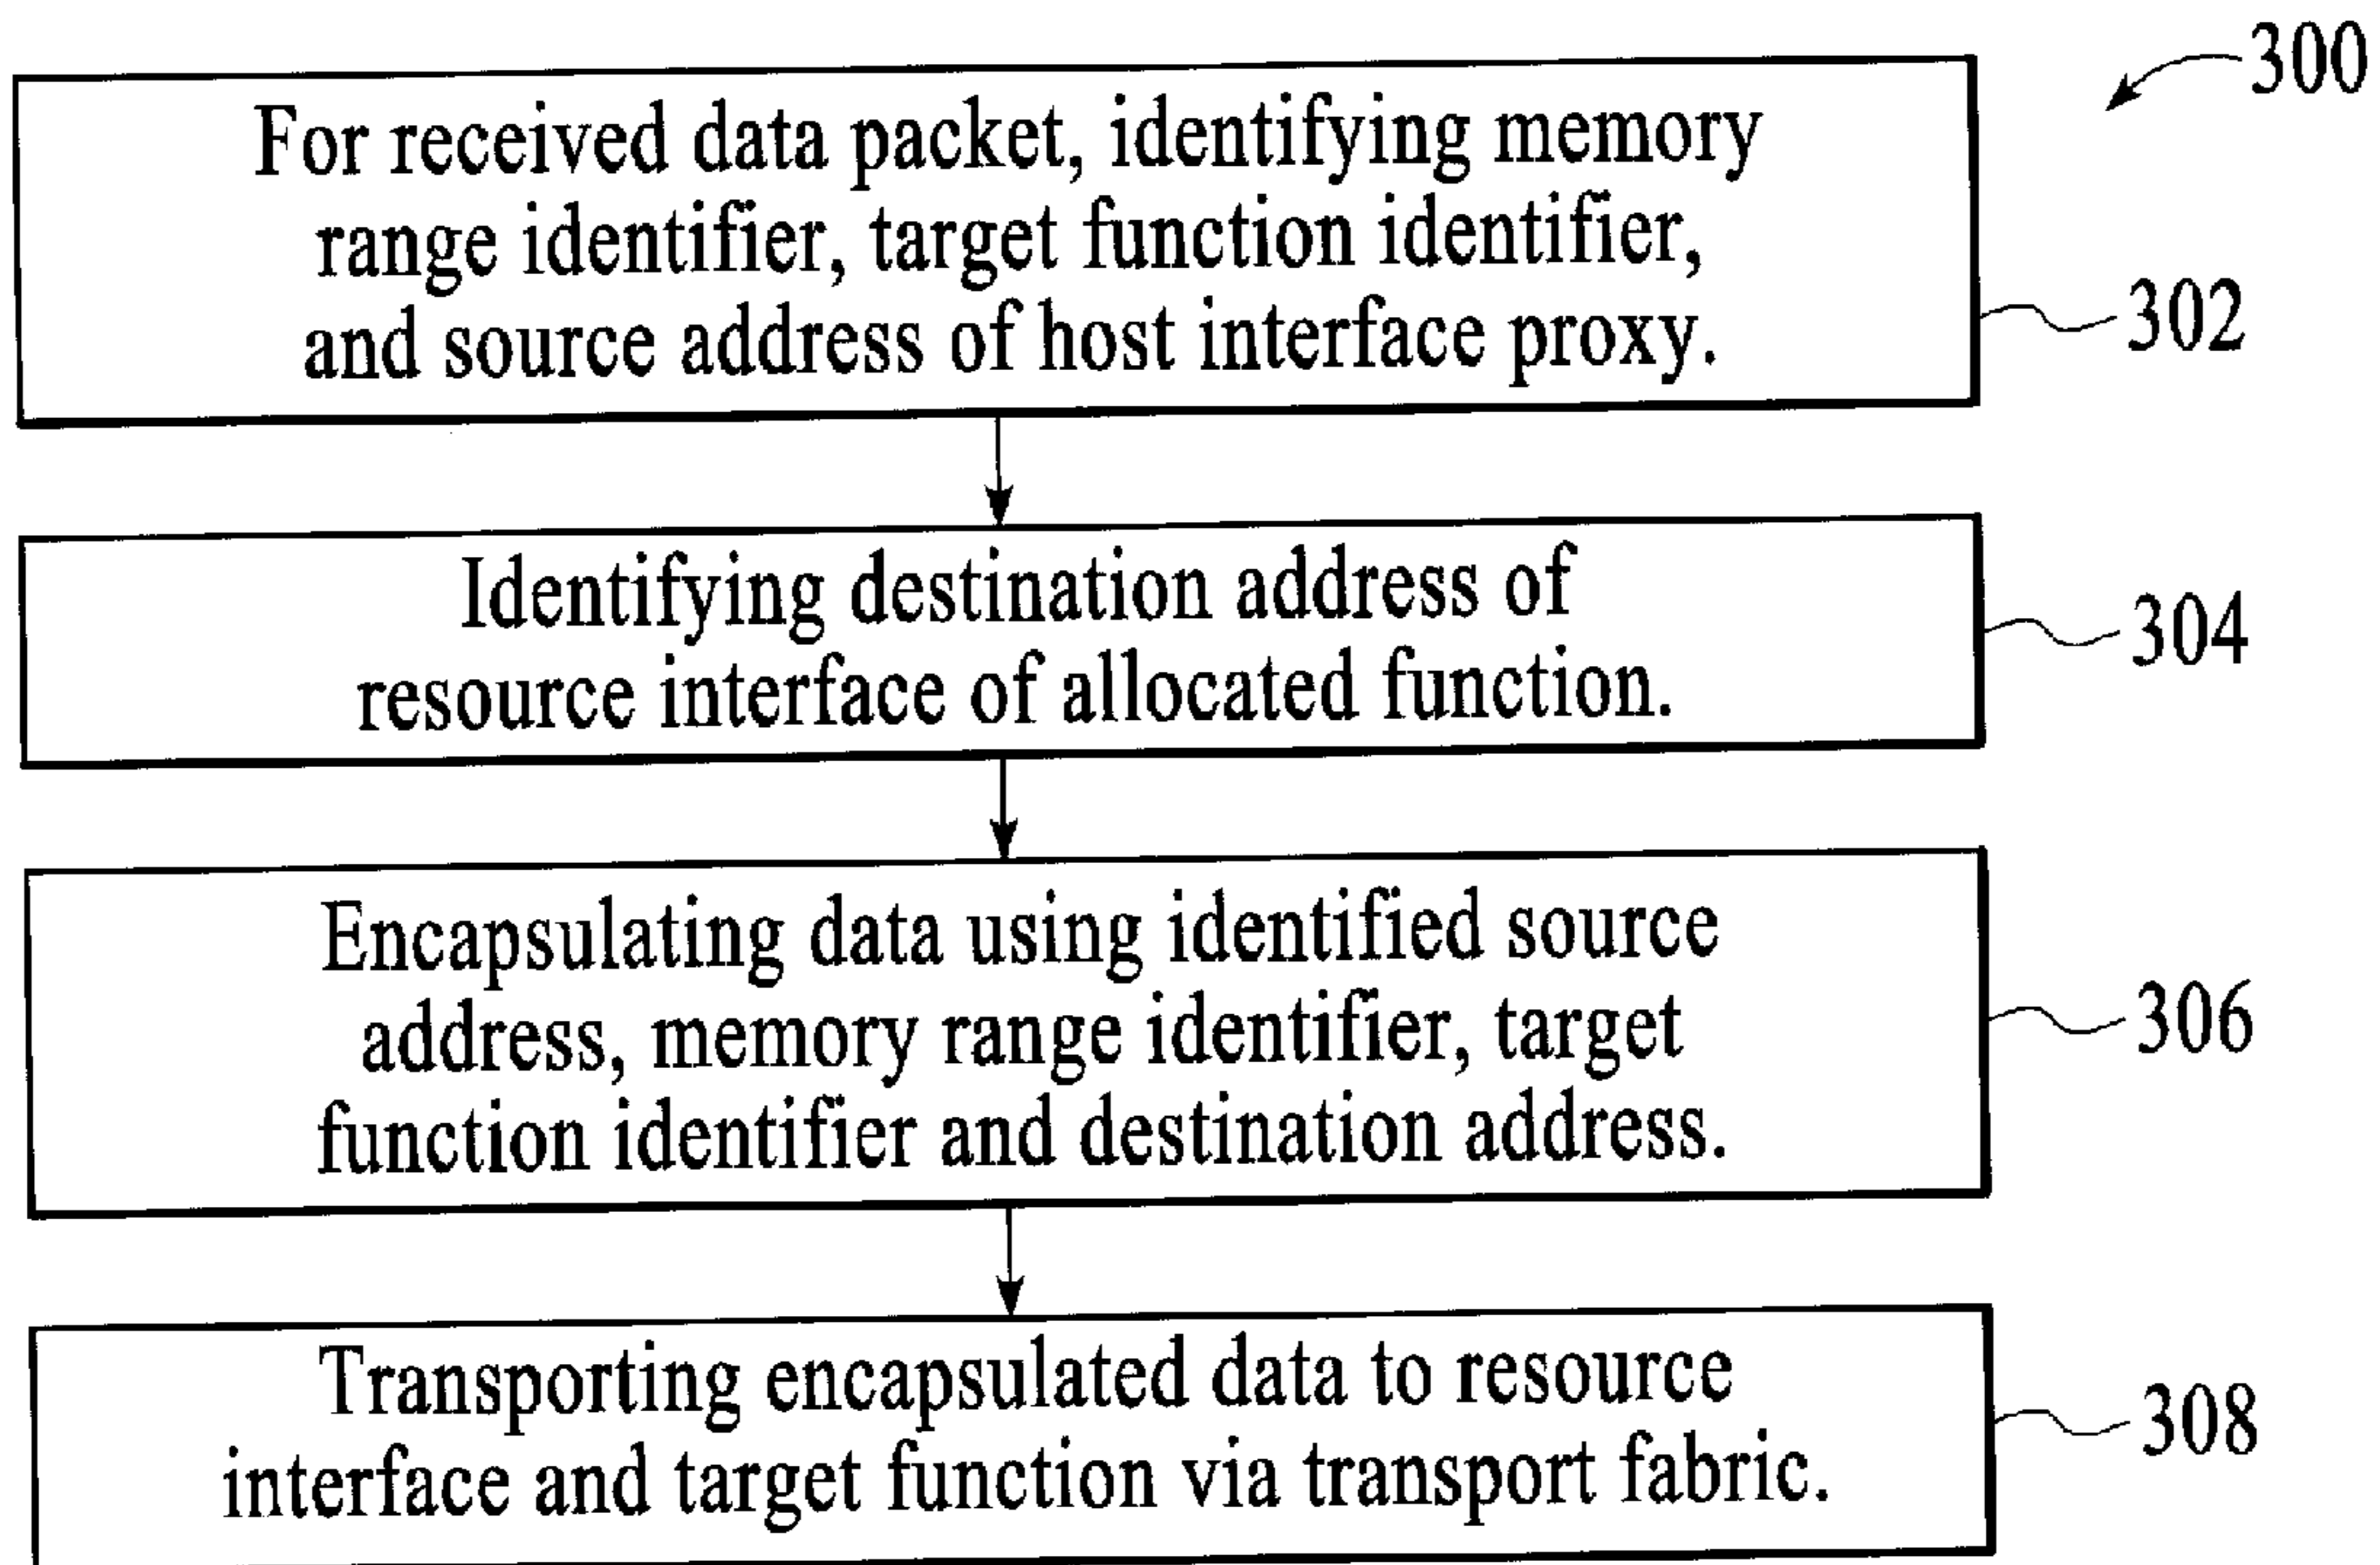 300
For received data packet, identifying memory
range identifier, target function identifier,
and source address of host interface proxy.
302
Identifying destination address of
resource interface of allocated function.
304
Encapsulating data using identified source
address, memory range identifier, target
function identifier and destination address.
306
Transporting encapsulated data to resource
interface and target function via transport fabric.
308